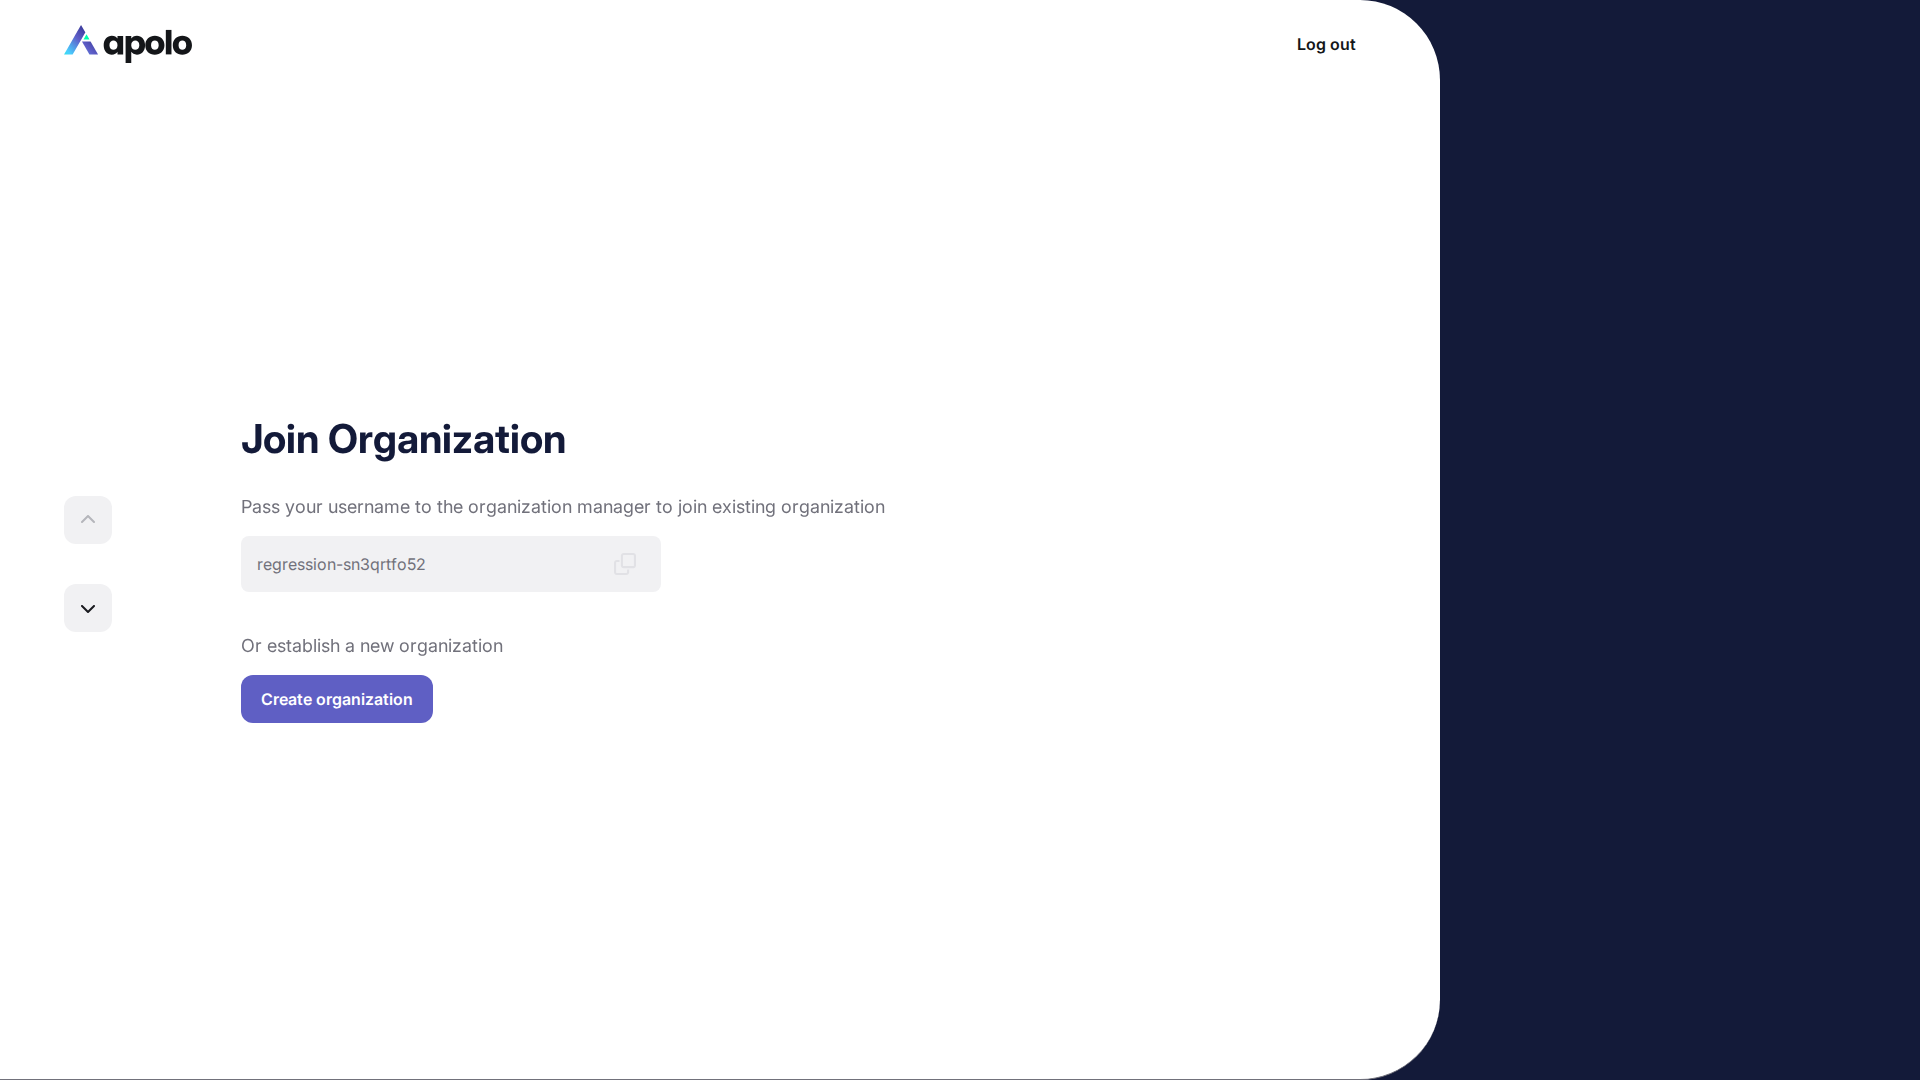 apolo
Log out
Join Organization
Pass your username to the organization manager to join existing organization
regression-sn3qrtfo52
Or establish a new organization
Create organization